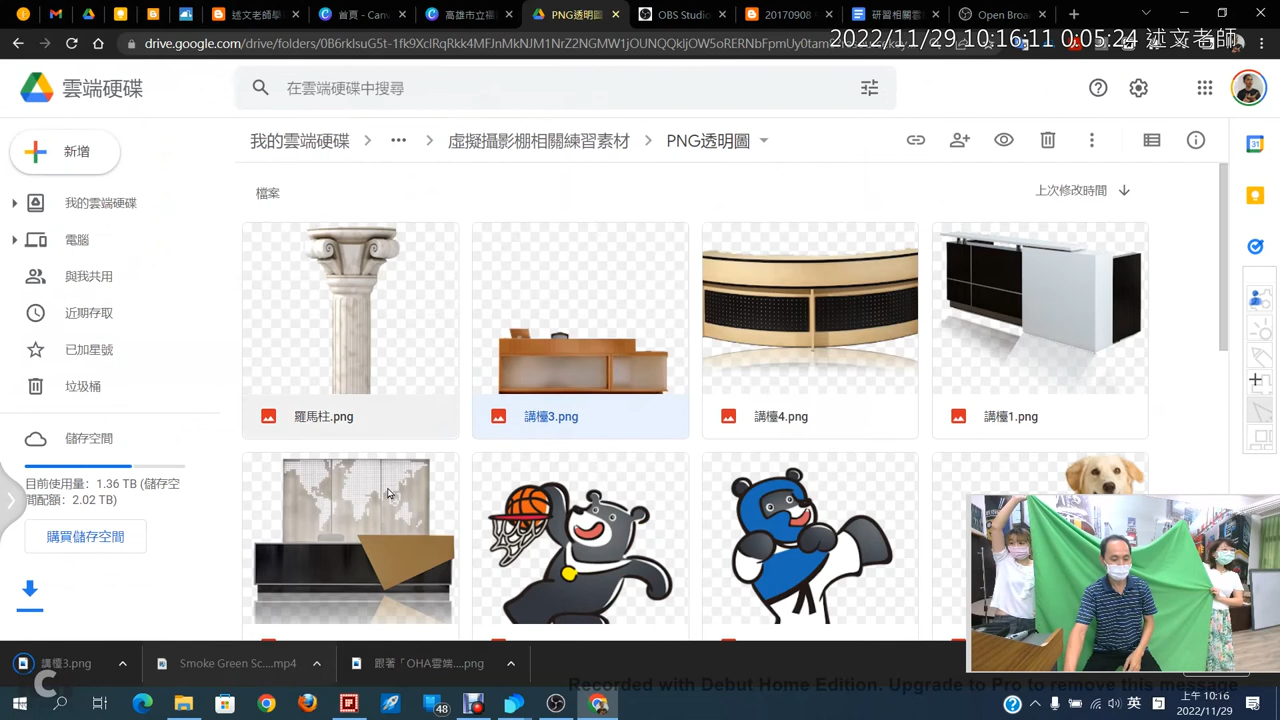 述文老師學
首頁 - Canv
高雄市立福
PNG透明圖
OBS Studio
20170908
研習相關雲
Open Broa
drive.google.com/drive/folders/0B6rkIsuG5t-1fk9XclRqRkk4MFJnMkNJM1NrZ2NGMW1jOUNQQkljOW5oRERNbFpmUy0tam
2022/11/29 10:16:11 0:05:24 述文老師
雲端硬碟
在雲端硬碟中搜尋
新增
我的雲端硬碟
虛擬攝影棚相關練習素材
PNG透明圖
檔案
上次修改時間
我的雲端硬碟
電腦
與我共用
近期存取
已加星號
垃圾桶
儲存空間
目前使用量：1.36 TB (儲存空
間配額：2.02 TB)
購買儲存空間
羅馬柱.png
講檯3.png
講檯4.png
講檯1.png
31
講檯3.png
Smoke Green Sc....mp4
跟著「OHA雲端....png
Recorded with Debut Home Edition. Upgrade to Pro to remove this message
48
英
上午 10:16
2022/11/29